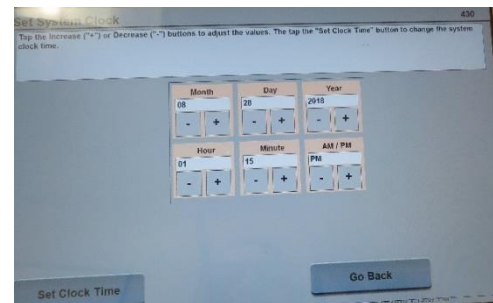 Set System Clock
430
Tap the Increase ("+") or Decrease ("-") buttons to adjust the values. The tap the "Set Clock Time" button to change the system
clock time.
Month Day Year
08 28 2018
- + - + - +
Hour Minute AM / PM
01 15 PM
- + - + - +
Set Clock Time
Go Back